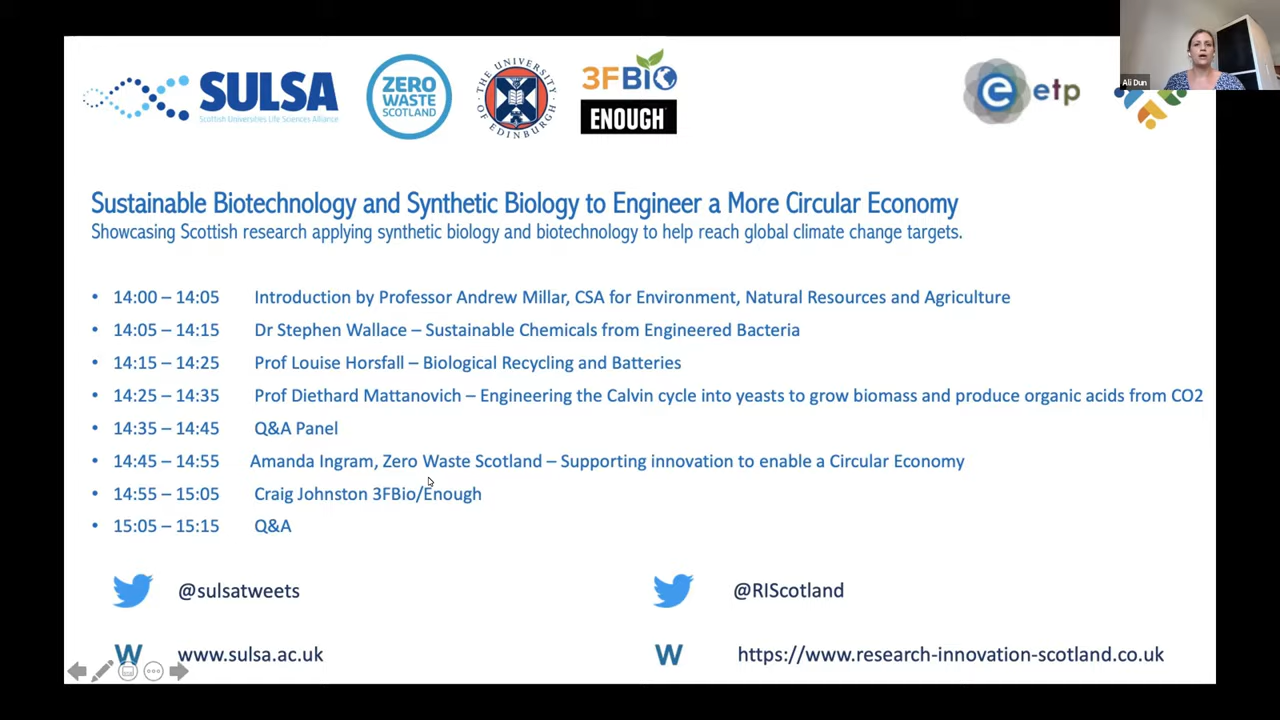 SULSA
Scottish Universities Life Sciences Alliance
ZERO
WASTE
SCOTLAND
THE UNIVERSITY OF EDINBURGH
3FBIO
ENOUGH
e etp
Ali Dun
Sustainable Biotechnology and Synthetic Biology to Engineer a More Circular Economy
Showcasing Scottish research applying synthetic biology and biotechnology to help reach global climate change targets.
• 14:00 – 14:05 Introduction by Professor Andrew Millar, CSA for Environment, Natural Resources and Agriculture
• 14:05 – 14:15 Dr Stephen Wallace – Sustainable Chemicals from Engineered Bacteria
• 14:15 – 14:25 Prof Louise Horsfall – Biological Recycling and Batteries
• 14:25 – 14:35 Prof Diethard Mattanovich – Engineering the Calvin cycle into yeasts to grow biomass and produce organic acids from CO2
• 14:35 – 14:45 Q&A Panel
• 14:45 – 14:55 Amanda Ingram, Zero Waste Scotland – Supporting innovation to enable a Circular Economy
• 14:55 – 15:05 Craig Johnston 3FBio/Enough
• 15:05 – 15:15 Q&A
@sulsatweets
@RIScotland
W www.sulsa.ac.uk
W https://www.research-innovation-scotland.co.uk